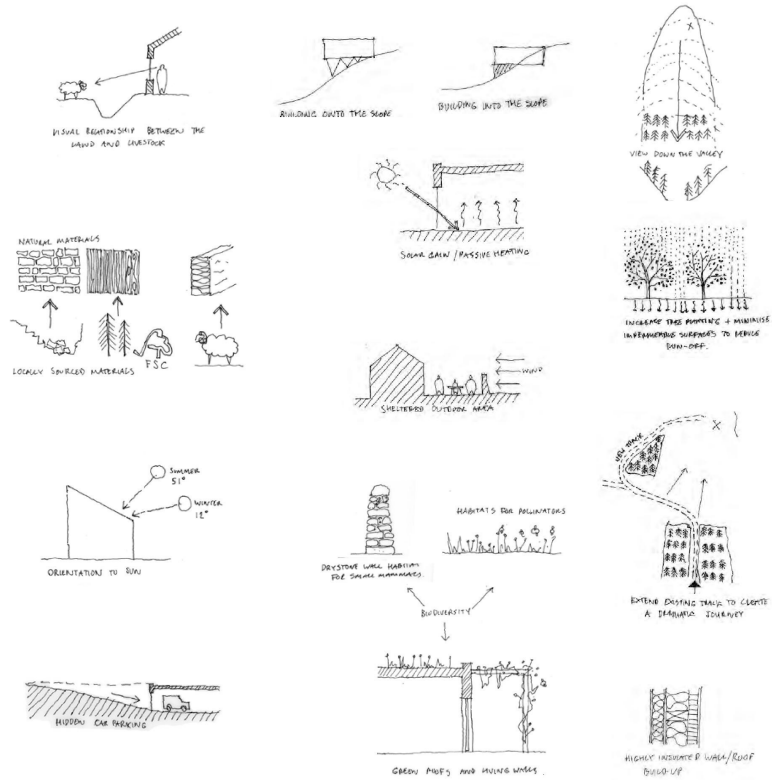 VISUAL RELATIONSHIP BETWEEN THE
LAND AND LIVESTOCK
BUILDING ONTO THE SLOPE
BUILDING INTO THE SLOPE
X
VIEW DOWN THE VALLEY
SOLAR GAIN / PASSIVE HEATING
NATURAL MATERIALS
FSC
LOCALLY SOURCED MATERIALS
INCREASE TREE PLANTING + MINIMISE
IMPERMEABLE SURFACES TO REDUCE
RUN-OFF.
WIND
SHELTERED OUTDOOR AREA
SUMMER
51°
WINTER
12°
ORIENTATION TO SUN
HABITATS FOR POLLINATORS
DRYSTONE WALL HABITAT
FOR SMALL MAMMALS.
BIODIVERSITY
NEW TRACK
X
EXTEND EXISTING TRACK TO CREATE
A DRAMATIC JOURNEY
HIDDEN CAR PARKING
GREEN ROOFS AND LIVING WALLS.
HIGHLY INSULATED WALL/ROOF
BUILD-UP